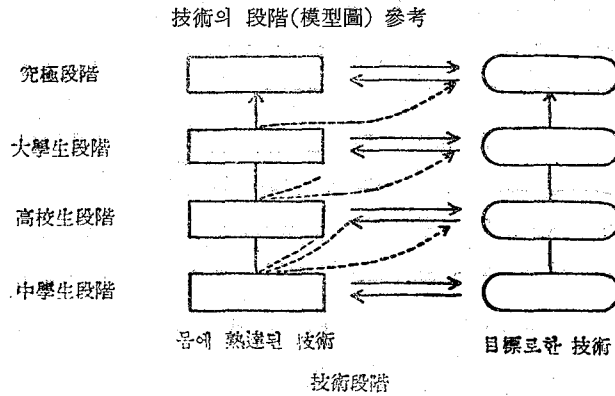 技術의 段階(模型圖) 參考
究極段階
大學生段階
高校生段階
中學生段階
몸에 熟達된 技術
目標로한 技術
技術段階